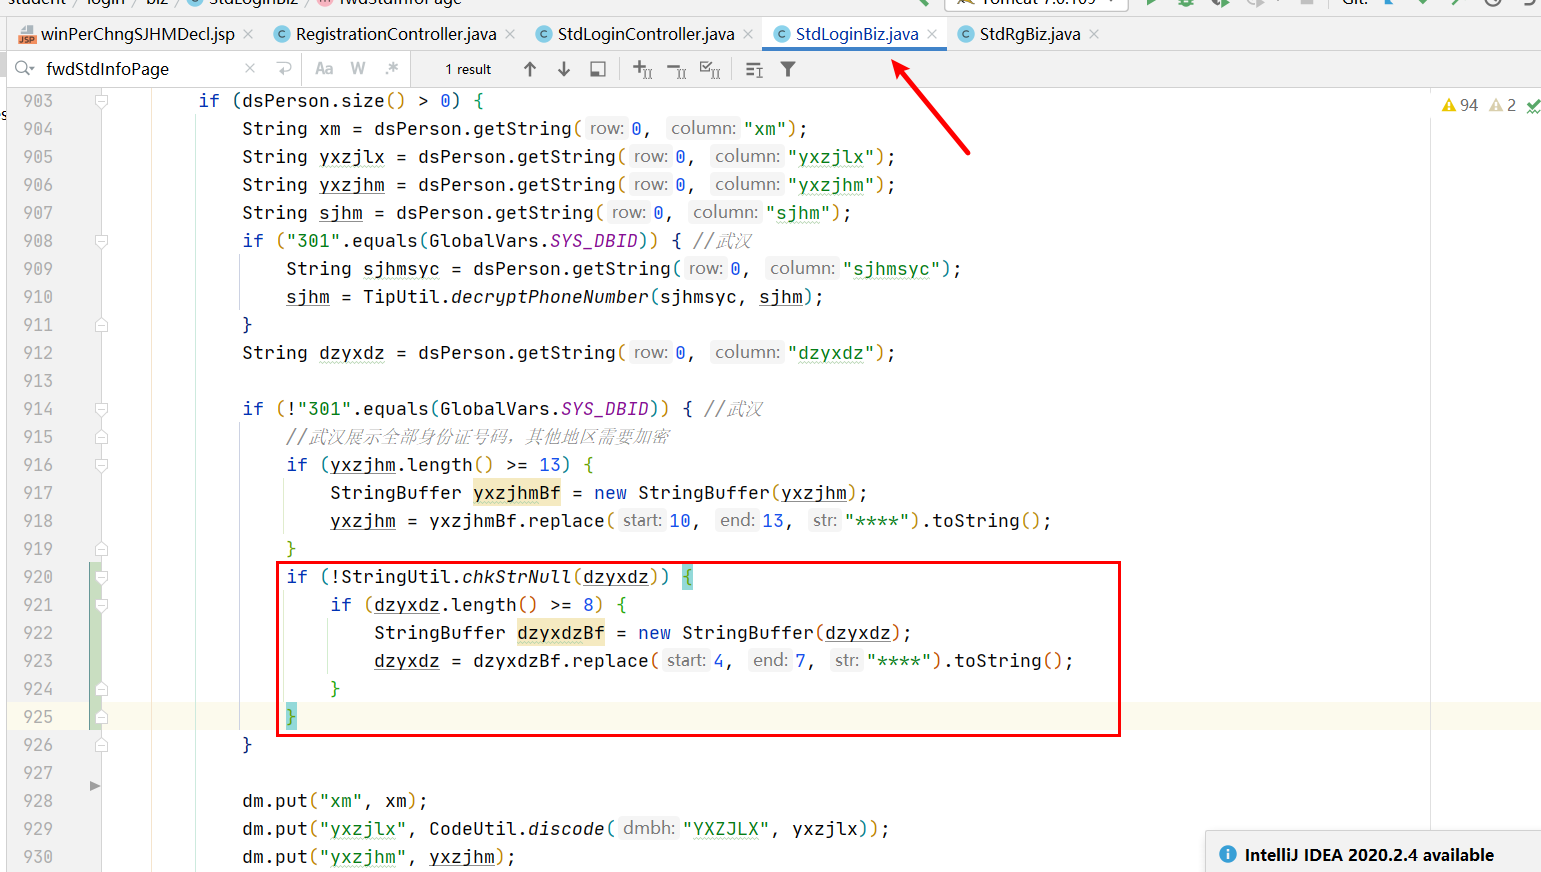 student login biz StdLoginBiz fwdStdInfoPage Tomcat 7.0.109 Git:
winPerChngSJHMDecl.jsp RegistrationController.java StdLoginController.java StdLoginBiz.java StdRgBiz.java
fwdStdInfoPage Aa W .* 1 result
903 if (dsPerson.size() > 0) {
904 String xm = dsPerson.getString( row: 0, column: "xm");
905 String yxzjlx = dsPerson.getString( row: 0, column: "yxzjlx");
906 String yxzjhm = dsPerson.getString( row: 0, column: "yxzjhm");
907 String sjhm = dsPerson.getString( row: 0, column: "sjhm");
908 if ("301".equals(GlobalVars.SYS_DBID)) { //武汉
909 String sjhmsyc = dsPerson.getString( row: 0, column: "sjhmsyc");
910 sjhm = TipUtil.decryptPhoneNumber(sjhmsyc, sjhm);
911 }
912 String dzyxdz = dsPerson.getString( row: 0, column: "dzyxdz");
913
914 if (!"301".equals(GlobalVars.SYS_DBID)) { //武汉
915 //武汉展示全部身份证号码，其他地区需要加密
916 if (yxzjhm.length() >= 13) {
917 StringBuffer yxzjhmBf = new StringBuffer(yxzjhm);
918 yxzjhm = yxzjhmBf.replace( start: 10, end: 13, str: "****").toString();
919 }
920 if (!StringUtil.chkStrNull(dzyxdz)) {
921 if (dzyxdz.length() >= 8) {
922 StringBuffer dzyxdzBf = new StringBuffer(dzyxdz);
923 dzyxdz = dzyxdzBf.replace( start: 4, end: 7, str: "****").toString();
924 }
925 }
926 }
927
928 dm.put("xm", xm);
929 dm.put("yxzjlx", CodeUtil.discode( dmbh: "YXZJLX", yxzjlx));
930 dm.put("yxzjhm", yxzjhm);
94 2
IntelliJ IDEA 2020.2.4 available